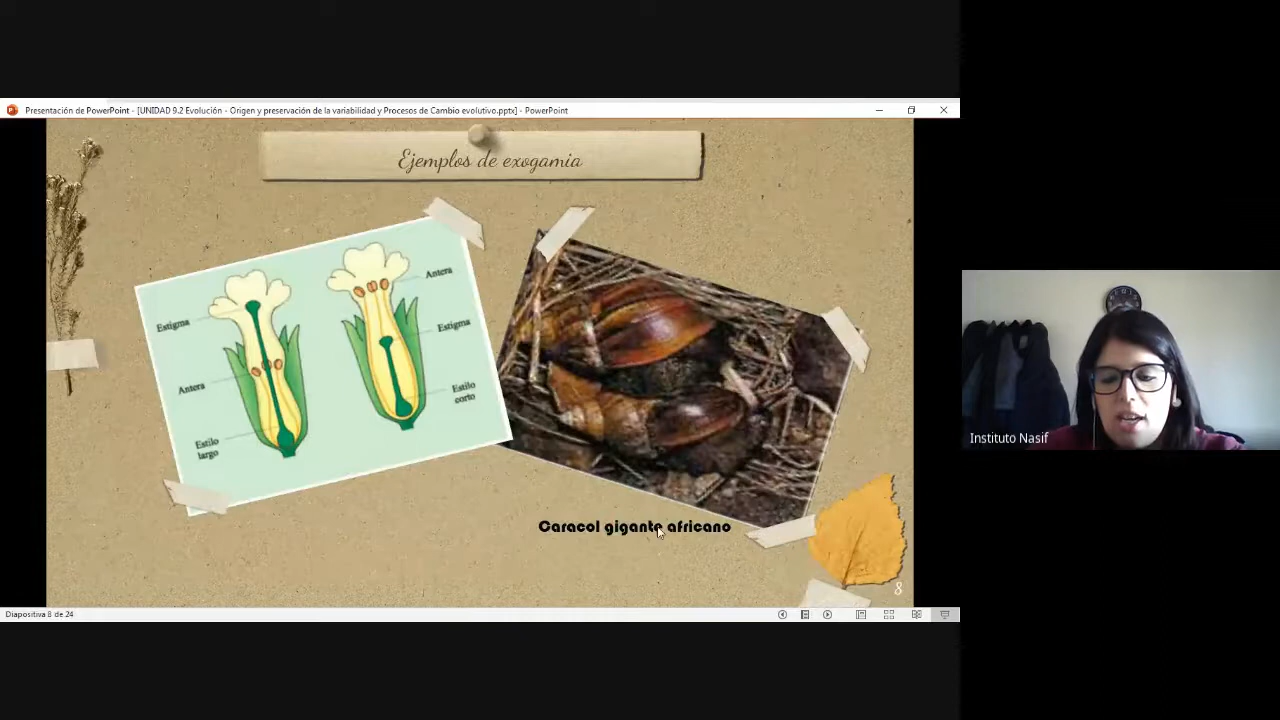 Presentación de PowerPoint - [UNIDAD 9.2 Evolución - Origen y preservación de la variabilidad y Procesos de Cambio evolutivo.pptx] - PowerPoint
Ejemplos de exogamia
Antera
Estigma
Estigma
Antera
Estilo
corto
Estilo
largo
Instituto Nasif
Caracol gigante africano
8
Diapositiva 8 de 24